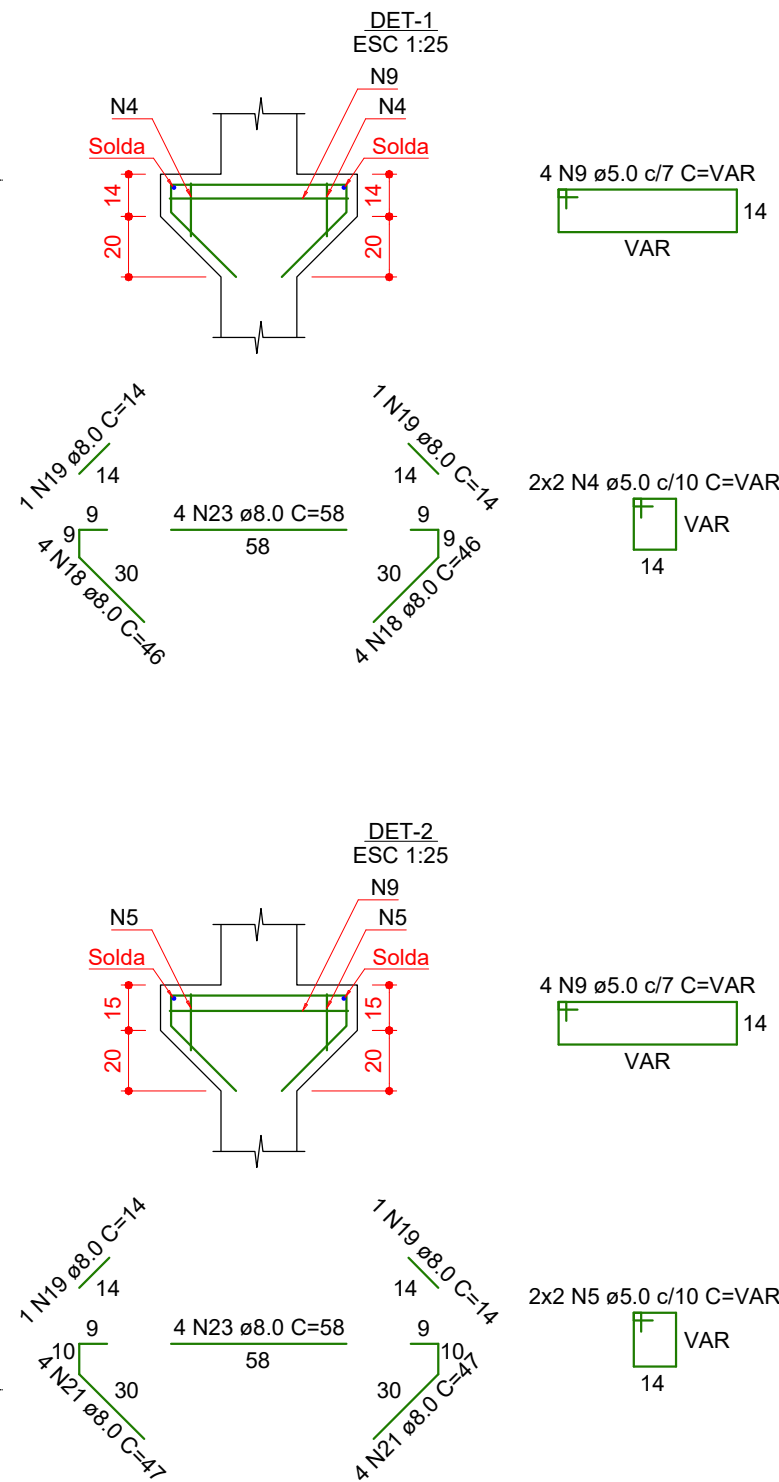 DET-1
ESC 1:25
N9
N4
N4
Solda
Solda
14
20
14
20
4 N9 ø5.0 c/7 C=VAR
14
VAR
1 N19 ø8.0 C=14
14
1 N19 ø8.0 C=14
14
9
9
4 N18 ø8.0 C=46
30
4 N23 ø8.0 C=58
58
9
9
30
4 N18 ø8.0 C=46
2x2 N4 ø5.0 c/10 C=VAR
VAR
14
DET-2
ESC 1:25
N9
N5
N5
Solda
Solda
15
20
15
20
4 N9 ø5.0 c/7 C=VAR
14
VAR
1 N19 ø8.0 C=14
14
1 N19 ø8.0 C=14
14
9
10
4 N21 ø8.0 C=47
30
4 N23 ø8.0 C=58
58
9
10
30
4 N21 ø8.0 C=47
2x2 N5 ø5.0 c/10 C=VAR
VAR
14